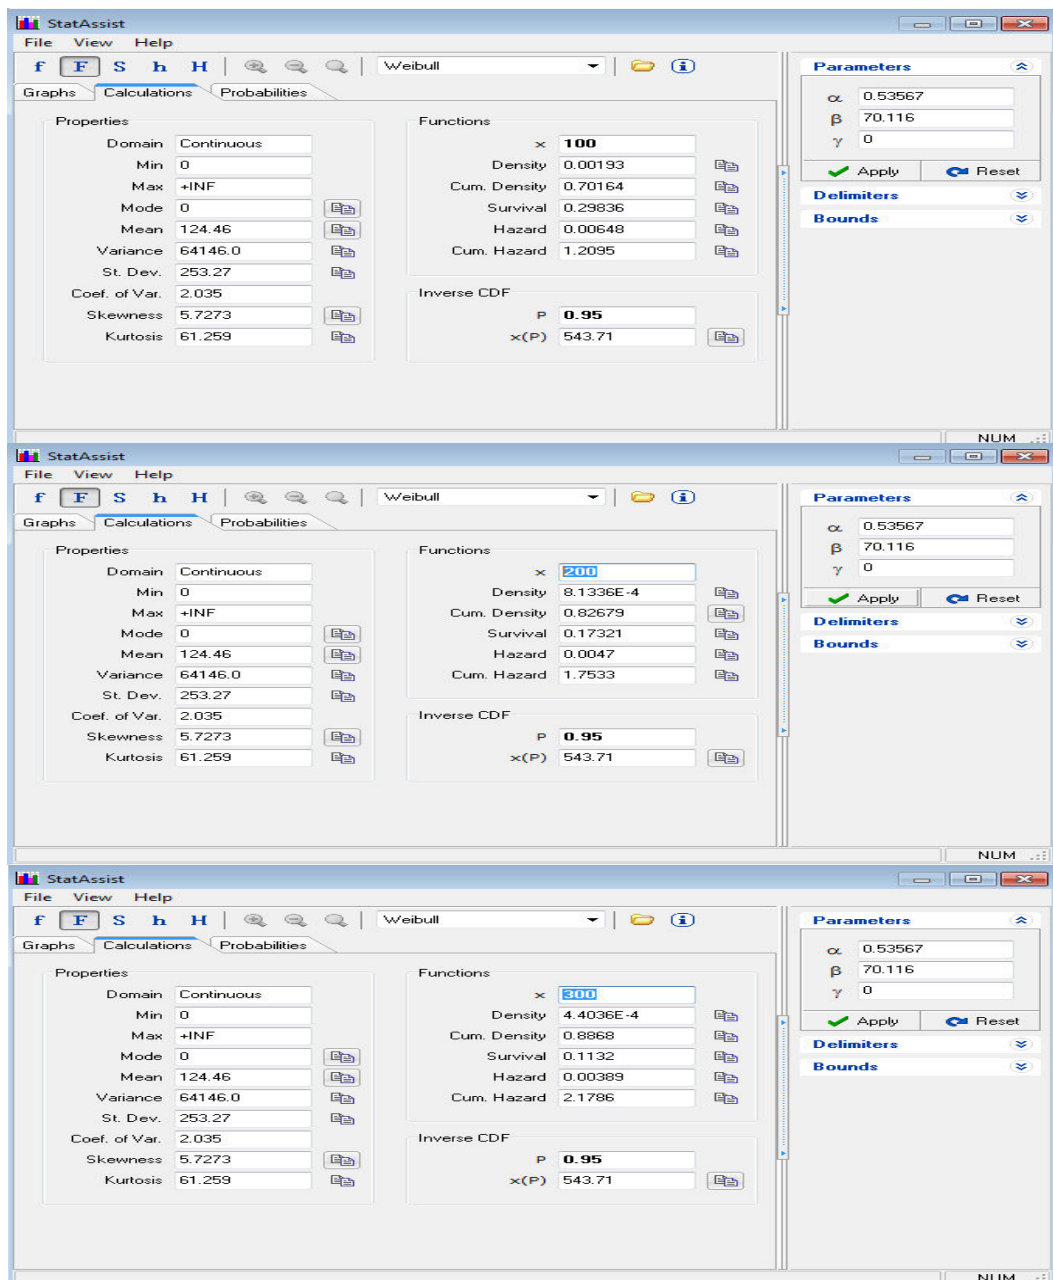 StatAssist
File View Help
f F S h H Weibull
Graphs Calculations Probabilities
Properties
Domain Continuous
Min 0
Max +INF
Mode 0
Mean 124.46
Variance 64146.0
St. Dev. 253.27
Coef. of Var. 2.035
Skewness 5.7273
Kurtosis 61.259
Functions
x 100
Density 0.00193
Cum. Density 0.70164
Survival 0.29836
Hazard 0.00648
Cum. Hazard 1.2095
Inverse CDF
P 0.95
x(P) 543.71
Parameters
α 0.53567
β 70.116
γ 0
Apply Reset
Delimiters
Bounds
NUM
StatAssist
File View Help
f F S h H Weibull
Graphs Calculations Probabilities
Properties
Domain Continuous
Min 0
Max +INF
Mode 0
Mean 124.46
Variance 64146.0
St. Dev. 253.27
Coef. of Var. 2.035
Skewness 5.7273
Kurtosis 61.259
Functions
x 200
Density 8.1336E-4
Cum. Density 0.82679
Survival 0.17321
Hazard 0.0047
Cum. Hazard 1.7533
Inverse CDF
P 0.95
x(P) 543.71
Parameters
α 0.53567
β 70.116
γ 0
Apply Reset
Delimiters
Bounds
NUM
StatAssist
File View Help
f F S h H Weibull
Graphs Calculations Probabilities
Properties
Domain Continuous
Min 0
Max +INF
Mode 0
Mean 124.46
Variance 64146.0
St. Dev. 253.27
Coef. of Var. 2.035
Skewness 5.7273
Kurtosis 61.259
Functions
x 300
Density 4.4036E-4
Cum. Density 0.8868
Survival 0.1132
Hazard 0.00389
Cum. Hazard 2.1786
Inverse CDF
P 0.95
x(P) 543.71
Parameters
α 0.53567
β 70.116
γ 0
Apply Reset
Delimiters
Bounds
NUM